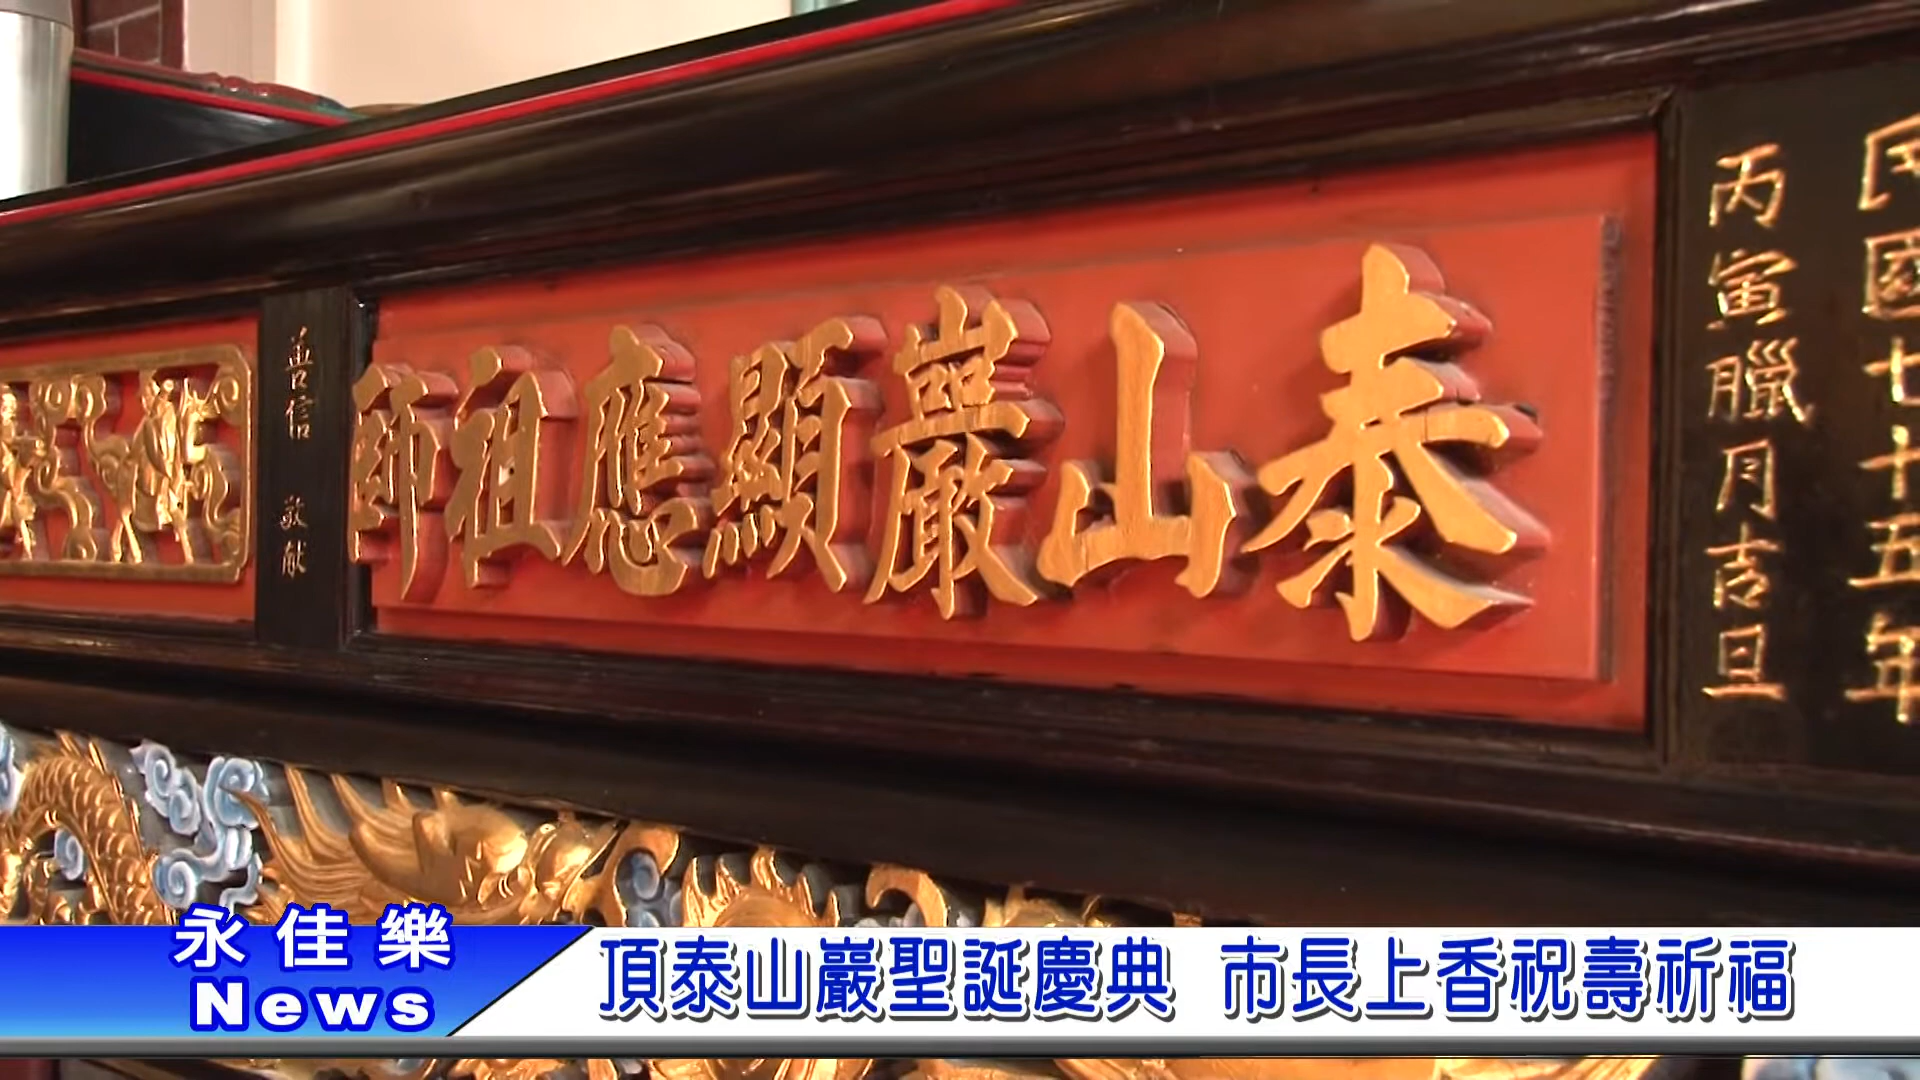 民國七十五年
丙寅臘月吉旦
泰山巖顯應祖師
善信 敬献
永佳樂
News
頂泰山巖聖誕慶典 市長上香祝壽祈福